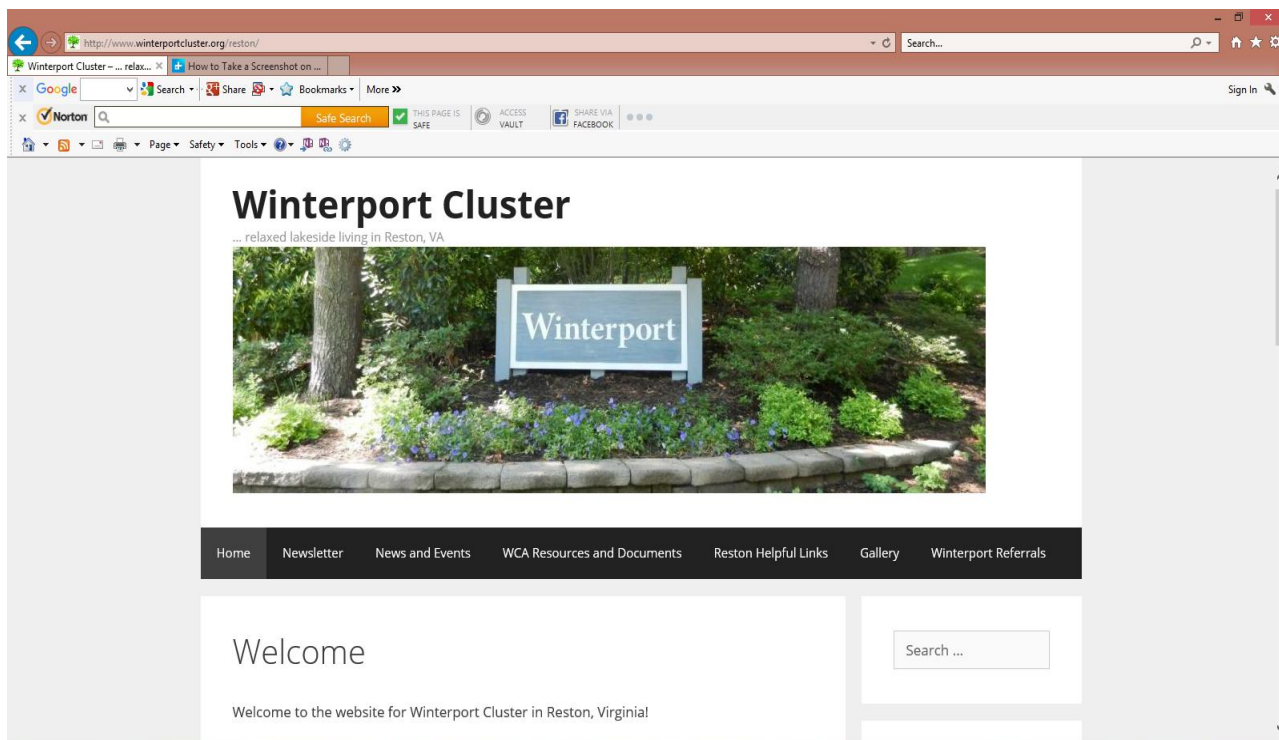 http://www.winterportcluster.org/reston/
Search...
Winterport Cluster – ... relax...
How to Take a Screenshot on ...
x Google Search Share Bookmarks More »
Sign In
x Norton Safe Search THIS PAGE IS SAFE ACCESS VAULT SHARE VIA FACEBOOK
Page Safety Tools
Winterport Cluster
... relaxed lakeside living in Reston, VA
Winterport
Home Newsletter News and Events WCA Resources and Documents Reston Helpful Links Gallery Winterport Referrals
Welcome
Search ...
Welcome to the website for Winterport Cluster in Reston, Virginia!